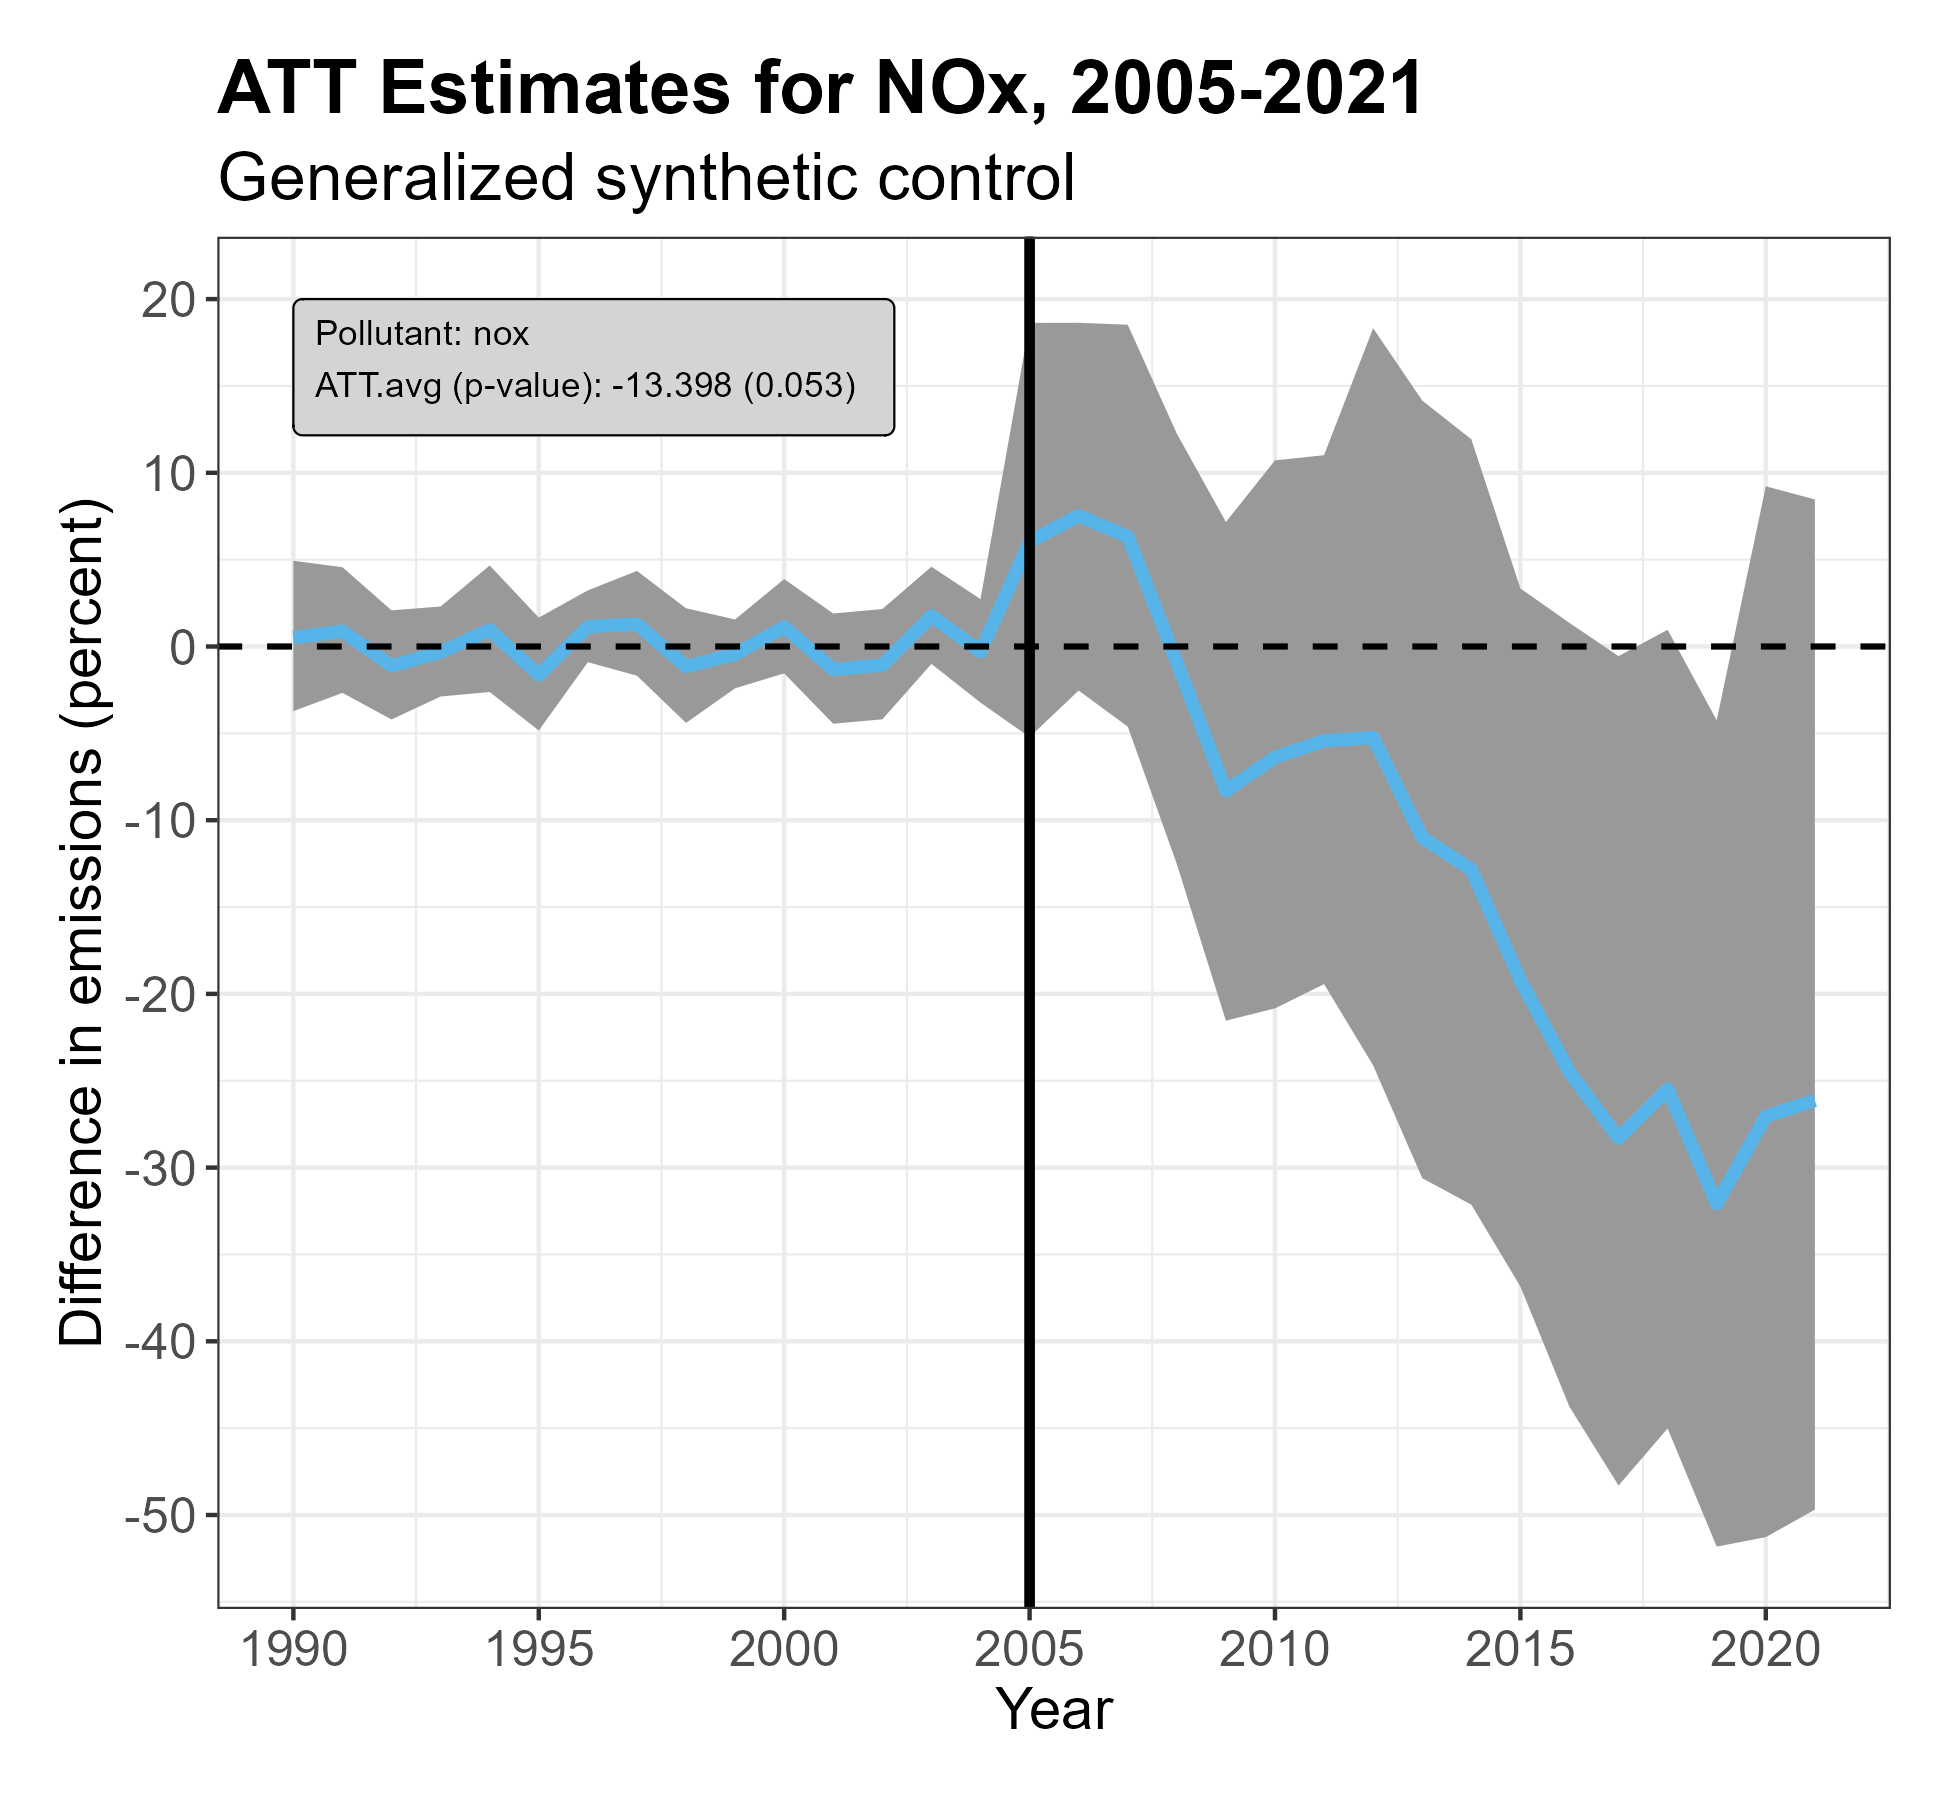 ATT Estimates for NOx, 2005-2021
Generalized synthetic control
Pollutant: nox
ATT.avg (p-value): -13.398 (0.053)
Difference in emissions (percent)
20
10
0
-10
-20
-30
-40
-50
1990 1995 2000 2005 2010 2015 2020
Year